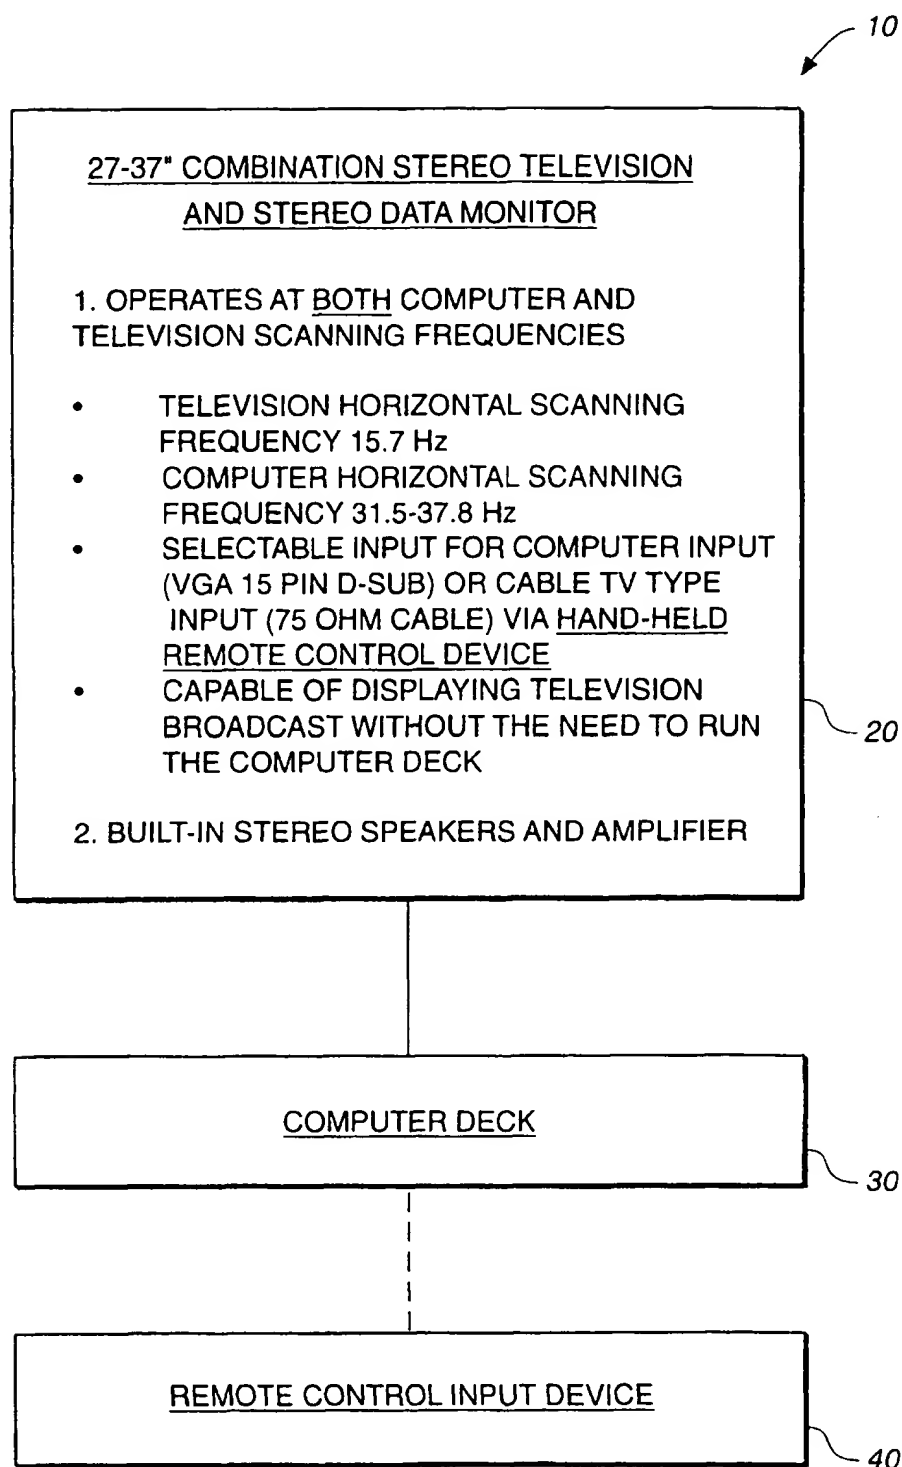 10
27-37" COMBINATION STEREO TELEVISION
AND STEREO DATA MONITOR
1. OPERATES AT BOTH COMPUTER AND
TELEVISION SCANNING FREQUENCIES
• TELEVISION HORIZONTAL SCANNING
FREQUENCY 15.7 Hz
• COMPUTER HORIZONTAL SCANNING
FREQUENCY 31.5-37.8 Hz
• SELECTABLE INPUT FOR COMPUTER INPUT
(VGA 15 PIN D-SUB) OR CABLE TV TYPE
INPUT (75 OHM CABLE) VIA HAND-HELD
REMOTE CONTROL DEVICE
• CAPABLE OF DISPLAYING TELEVISION
BROADCAST WITHOUT THE NEED TO RUN
THE COMPUTER DECK
20
2. BUILT-IN STEREO SPEAKERS AND AMPLIFIER
COMPUTER DECK
30
REMOTE CONTROL INPUT DEVICE
40